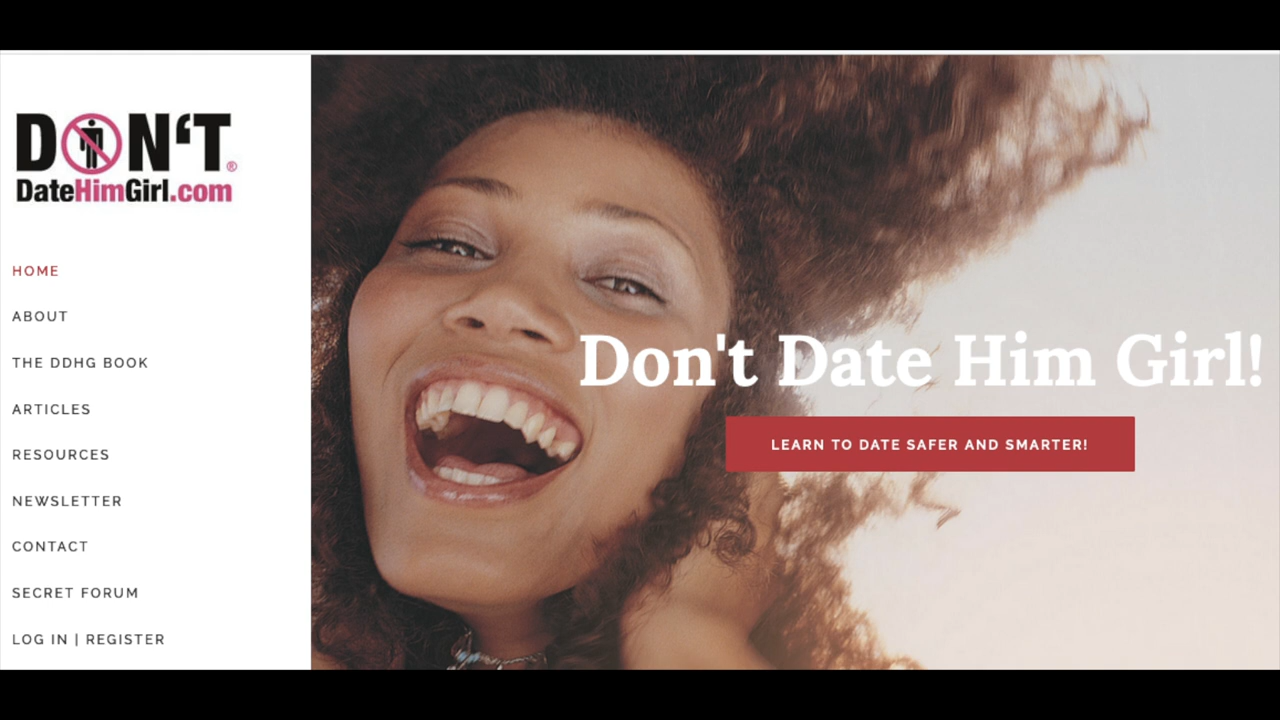 DON'T®
DateHimGirl.com
HOME
ABOUT
THE DDHG BOOK
ARTICLES
RESOURCES
NEWSLETTER
CONTACT
SECRET FORUM
LOG IN | REGISTER
Don't Date Him Girl!
LEARN TO DATE SAFER AND SMARTER!